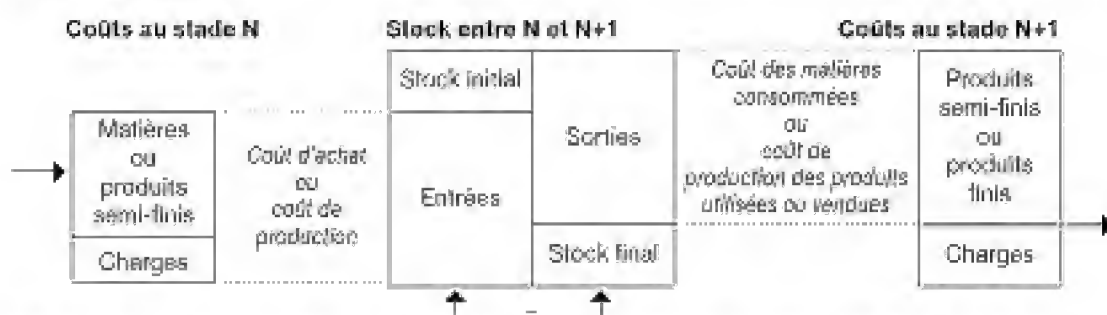 Coûts au stade N
Stock entre N et N+1
Coûts au stade N+1
Matières
ou
produits
semi-finis
Charges
Coût d'achat
ou
coût de
production
Stock initial
Entrées
Sorties
Stock final
Coût des matières
consommées
ou
coût de
production des produits
utilisées ou vendues
Produits
semi-finis
ou
produits
finis
Charges